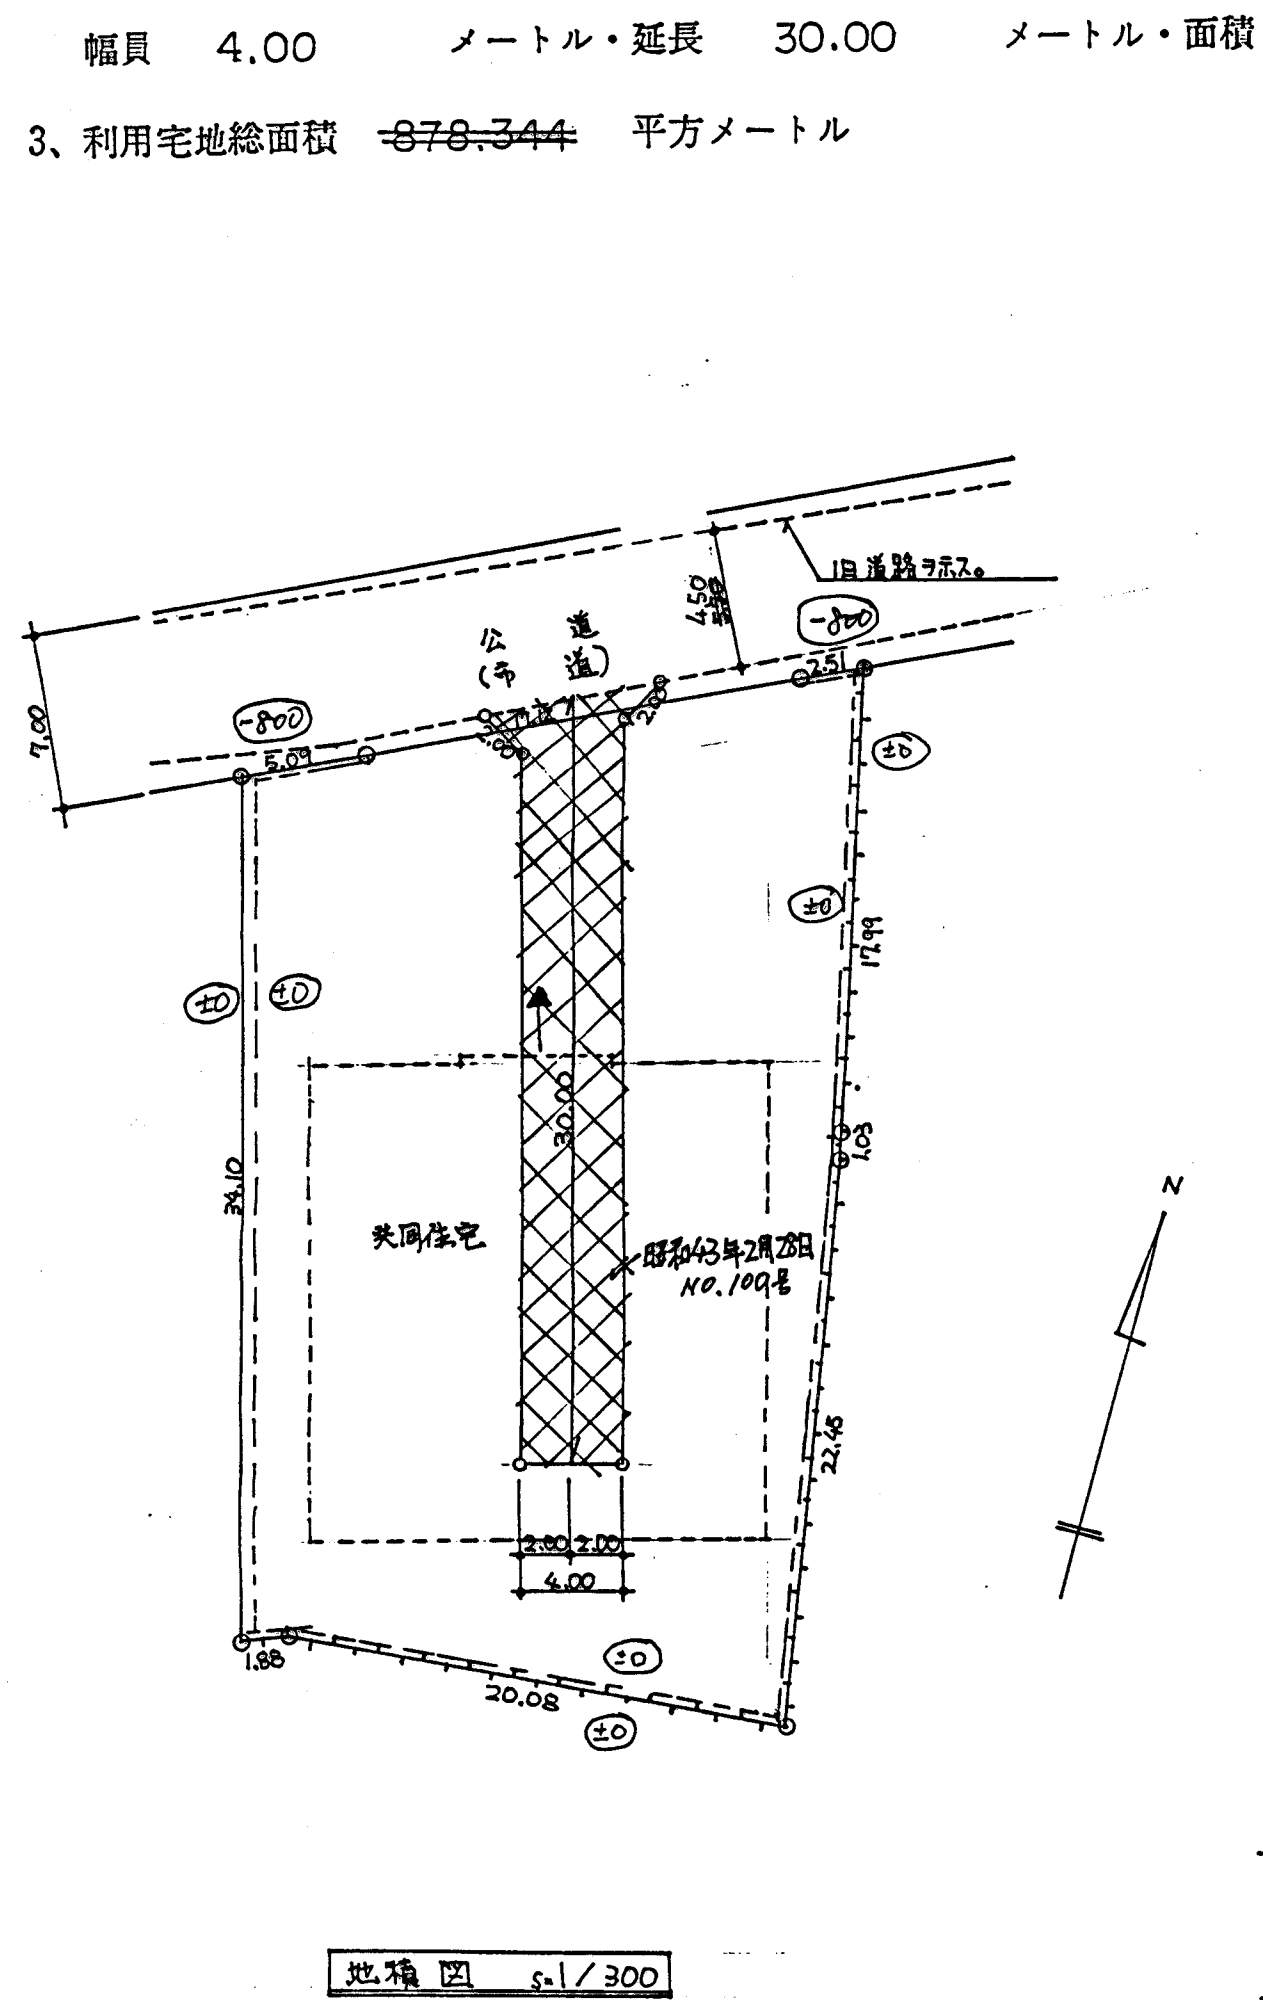 幅員 4.00 メートル・延長 30.00 メートル・面積
3、利用宅地総面積 878.344 平方メートル
旧道路ヲ示ス。
4.50
-800
2.51
公道
(市道)
-800
7.00
5.09
2.00
±0
±0
17.99
±0
±0
30.00
1.03
34.10
共同住宅
昭和43年2月28日
NO.109号
N
22.45
2.00 2.00
4.00
1.88
±0
20.08
±0
地積図 S=1/300